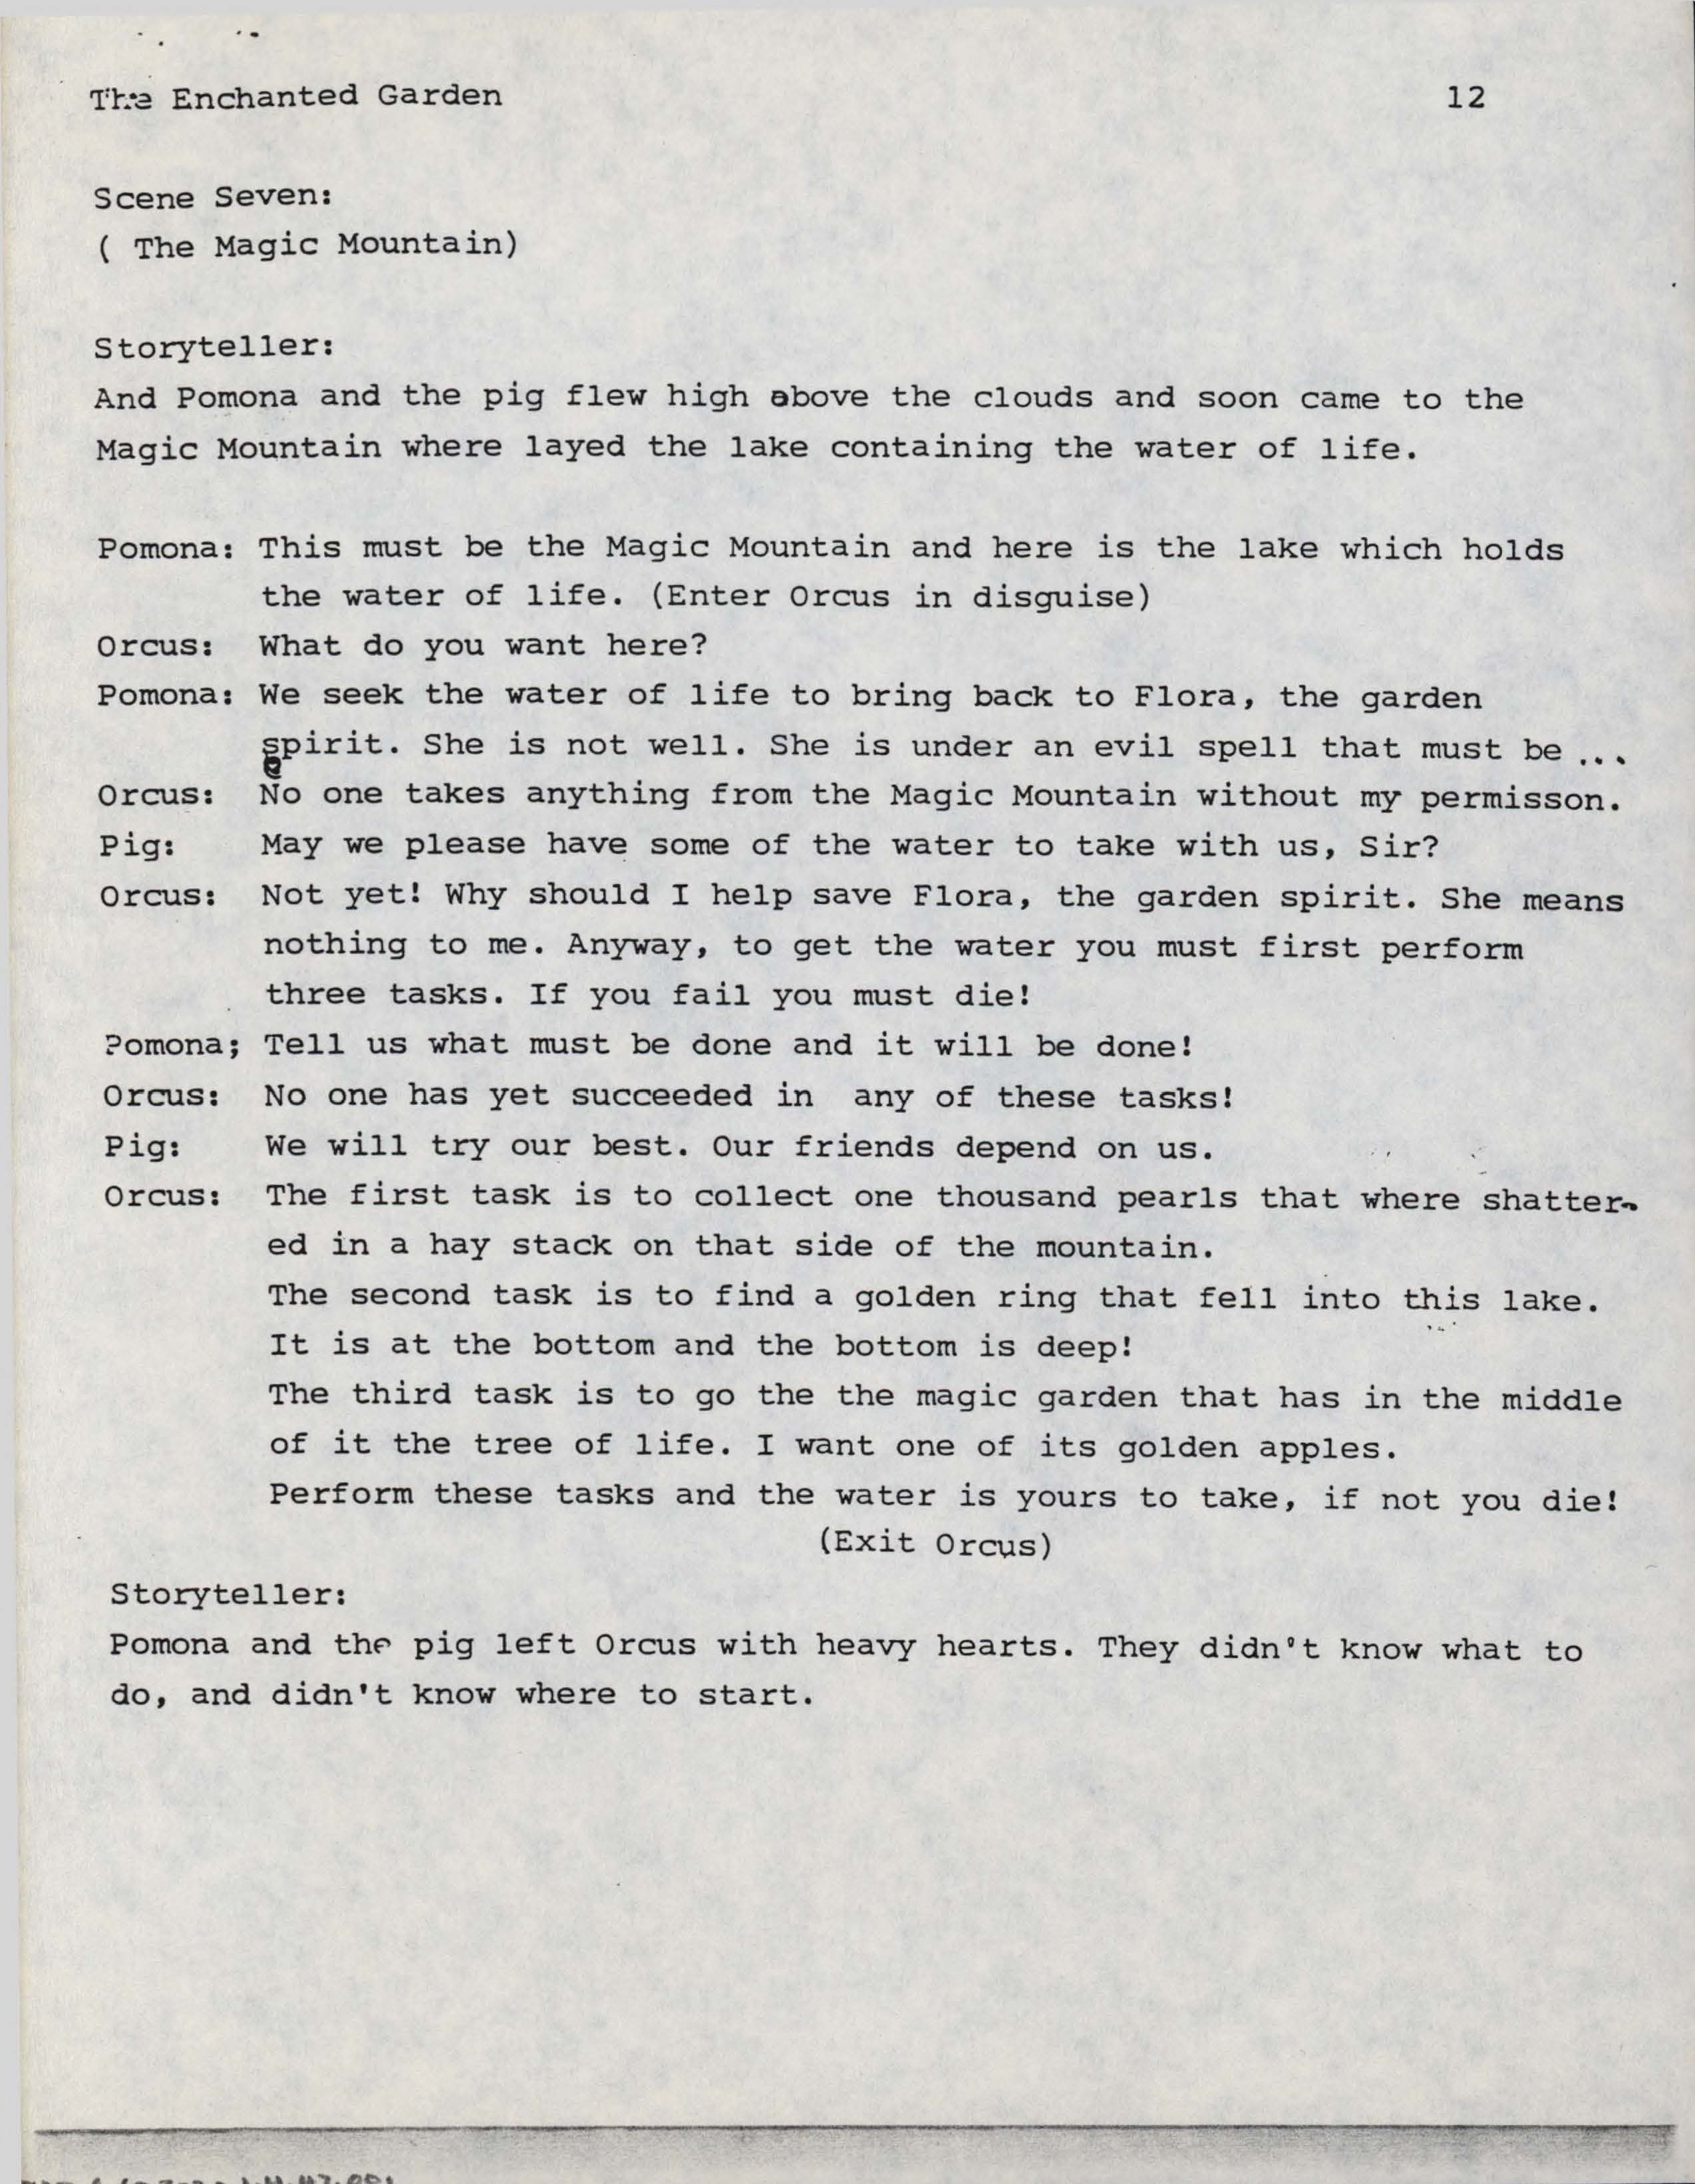 The Enchanted Garden 12
Scene Seven:
( The Magic Mountain)
Storyteller:
And Pomona and the pig flew high above the clouds and soon came to the
Magic Mountain where layed the lake containing the water of life.
Pomona: This must be the Magic Mountain and here is the lake which holds
the water of life. (Enter Orcus in disguise)
Orcus: What do you want here?
Pomona: We seek the water of life to bring back to Flora, the garden
spirit. She is not well. She is under an evil spell that must be ...
Orcus: No one takes anything from the Magic Mountain without my permisson.
Pig: May we please have some of the water to take with us, Sir?
Orcus: Not yet! Why should I help save Flora, the garden spirit. She means
nothing to me. Anyway, to get the water you must first perform
three tasks. If you fail you must die!
Pomona; Tell us what must be done and it will be done!
Orcus: No one has yet succeeded in any of these tasks!
Pig: We will try our best. Our friends depend on us.
Orcus: The first task is to collect one thousand pearls that where shatter-
ed in a hay stack on that side of the mountain.
The second task is to find a golden ring that fell into this lake.
It is at the bottom and the bottom is deep!
The third task is to go the the magic garden that has in the middle
of it the tree of life. I want one of its golden apples.
Perform these tasks and the water is yours to take, if not you die!
(Exit Orcus)
Storyteller:
Pomona and the pig left Orcus with heavy hearts. They didn't know what to
do, and didn't know where to start.